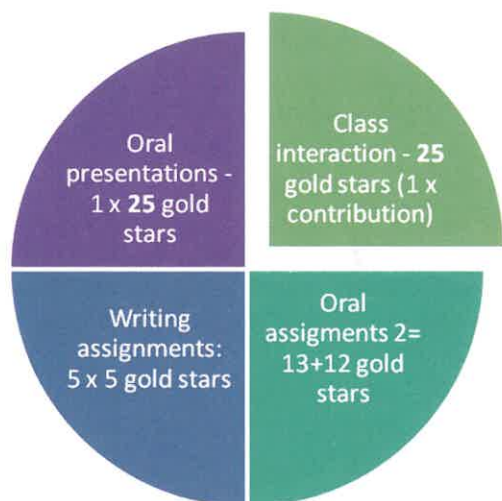 Oral
presentations -
1 x 25 gold
stars
Class
interaction - 25
gold stars (1 x
contribution)
Writing
assignments:
5 x 5 gold stars
Oral
assigments 2=
13+12 gold
stars